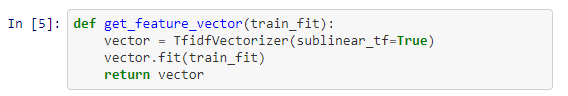 In [5]: def get_feature_vector(train_fit):
    vector = TfidfVectorizer(sublinear_tf=True)
    vector.fit(train_fit)
    return vector